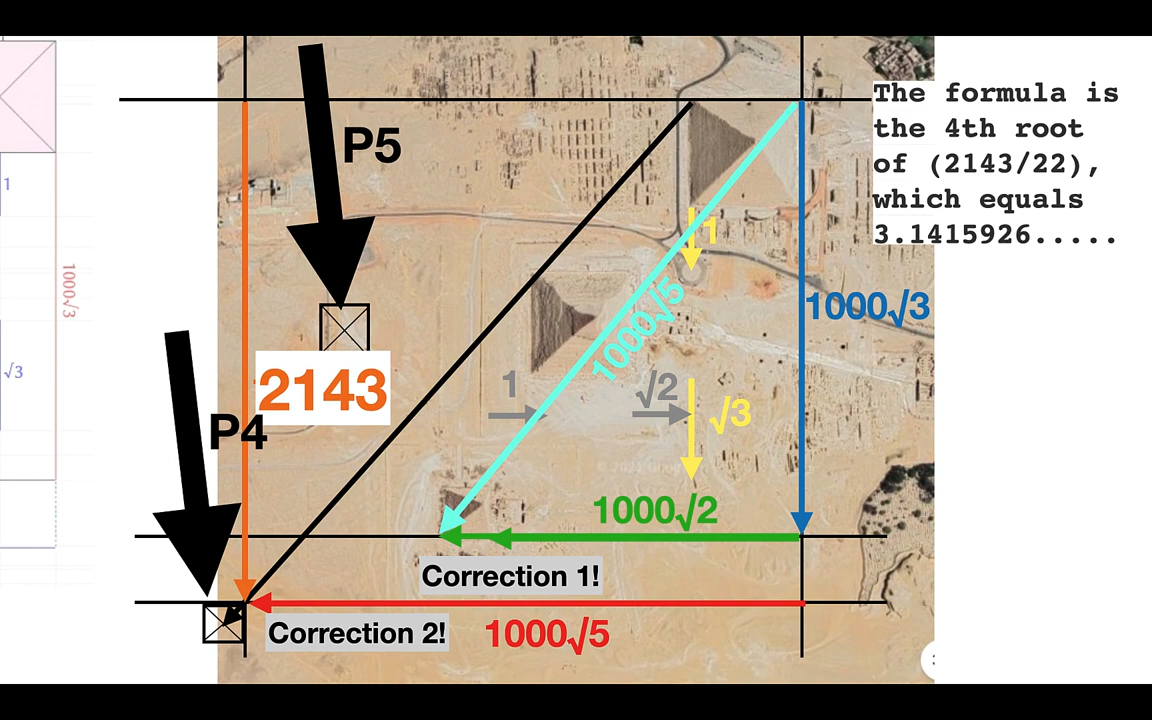 The formula is
the 4th root
of (2143/22),
which equals
3.1415926.....
P5
1
1
1000√3
1000√3
1000√5
2143
1
√2
√3
√3
P4
1000√2
Correction 1!
Correction 2!
1000√5